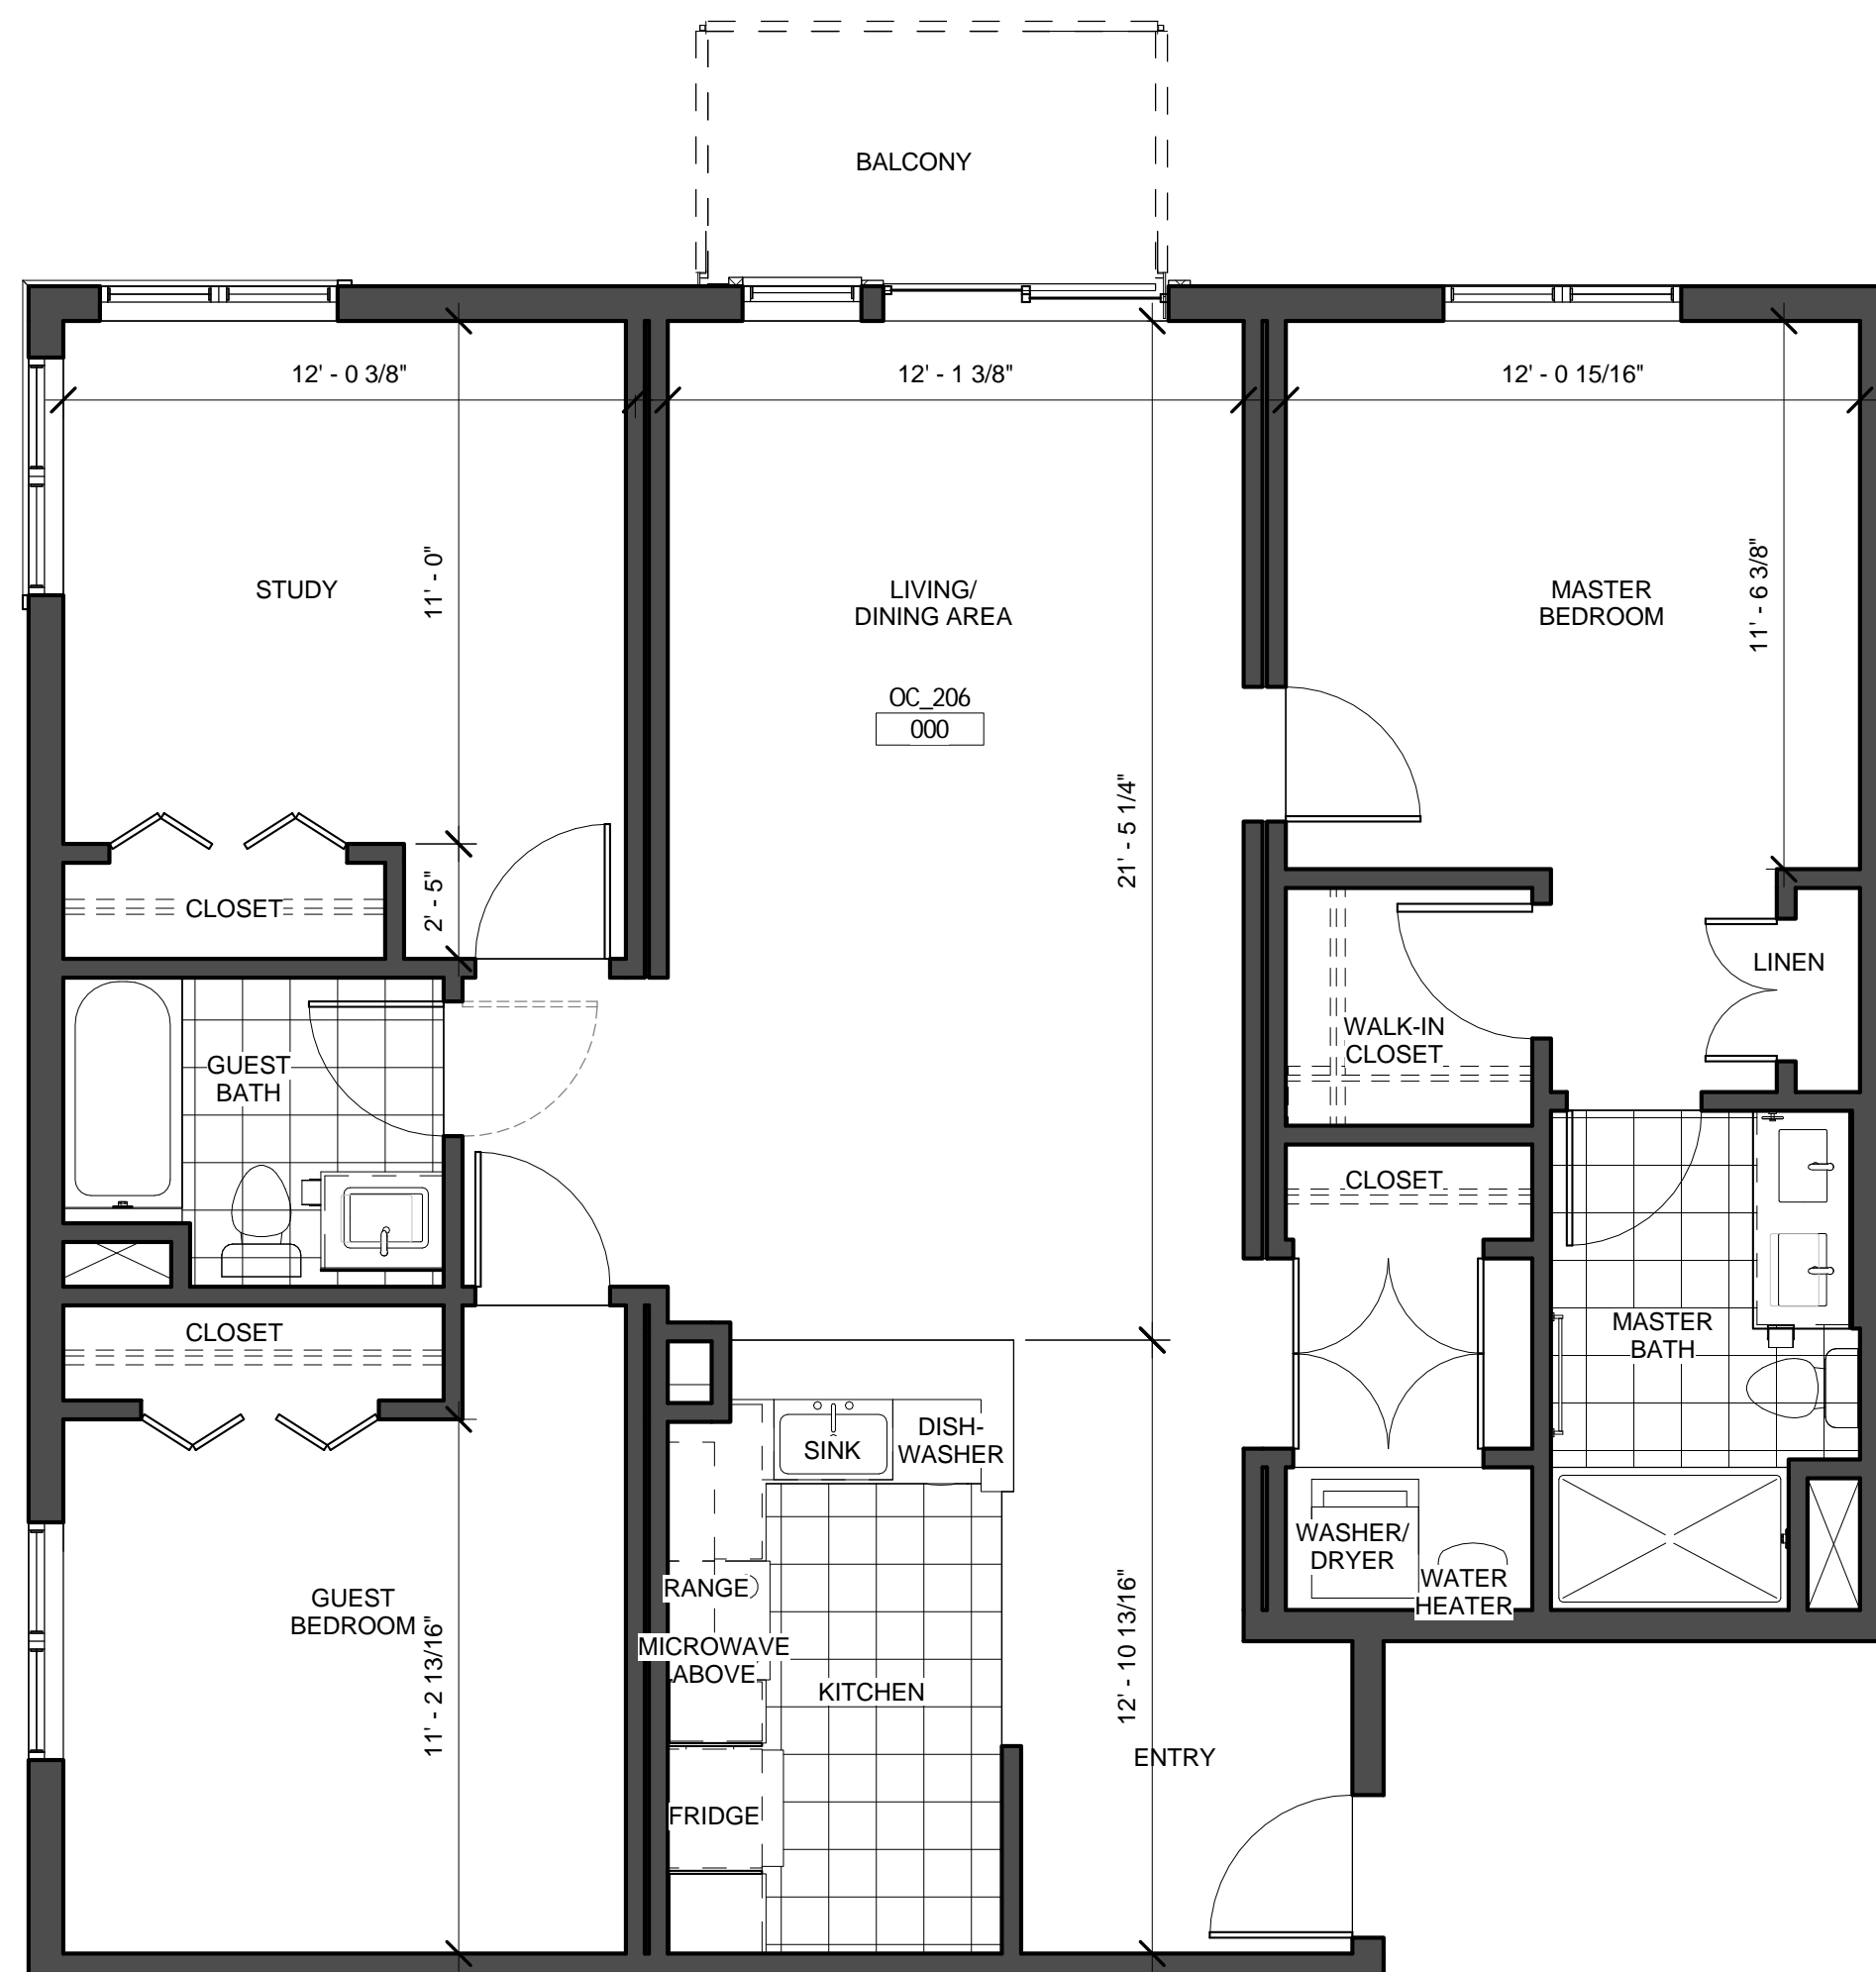 BALCONY
12' - 0 3/8"
12' - 1 3/8"
12' - 0 15/16"
STUDY
11' - 0"
LIVING/
DINING AREA
MASTER
BEDROOM
11' - 6 3/8"
OC_206
000
21' - 5 1/4"
CLOSET
2' - 5"
LINEN
WALK-IN
CLOSET
GUEST
BATH
CLOSET
CLOSET
MASTER
BATH
SINK
DISH-
WASHER
WASHER/
DRYER
WATER
HEATER
GUEST
BEDROOM
11' - 2 13/16"
RANGE
MICROWAVE
ABOVE
KITCHEN
12' - 10 13/16"
ENTRY
FRIDGE